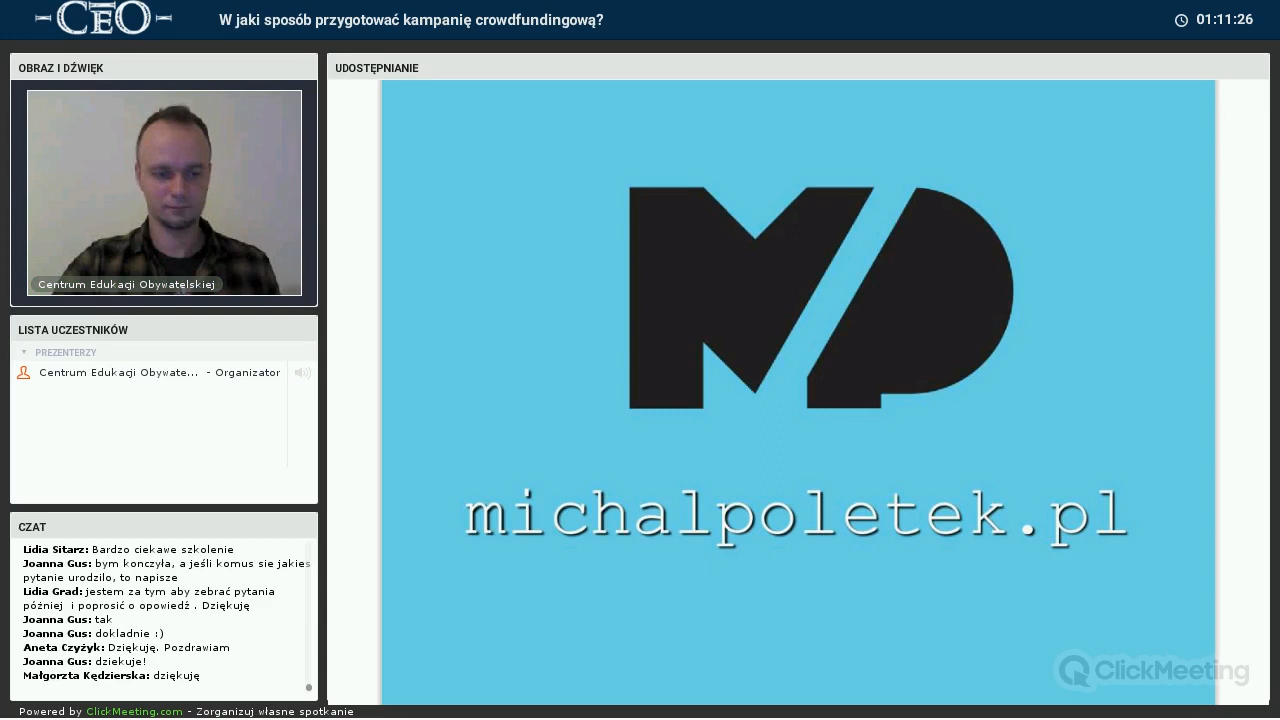 CEO
W jaki sposób przygotować kampanię crowdfundingową?
01:11:26
OBRAZ I DŹWIĘK
Centrum Edukacji Obywatelskiej
LISTA UCZESTNIKÓW
PREZENTERZY
Centrum Edukacji Obywate... - Organizator
CZAT
Lidia Sitarz: Bardzo ciekawe szkolenie
Joanna Gus: bym konczyła, a jeśli komus sie jakies
pytanie urodzilo, to napisze
Lidia Grad: jestem za tym aby zebrać pytania
później i poprosić o opowiedź . Dziękuję
Joanna Gus: tak
Joanna Gus: dokladnie :)
Aneta Czyżyk: Dziękuję. Pozdrawiam
Joanna Gus: dziekuje!
Małgorzta Kędzierska: dziękuję
Powered by ClickMeeting.com - Zorganizuj własne spotkanie
UDOSTĘPNIANIE
MP
michalpoletek.pl
ClickMeeting